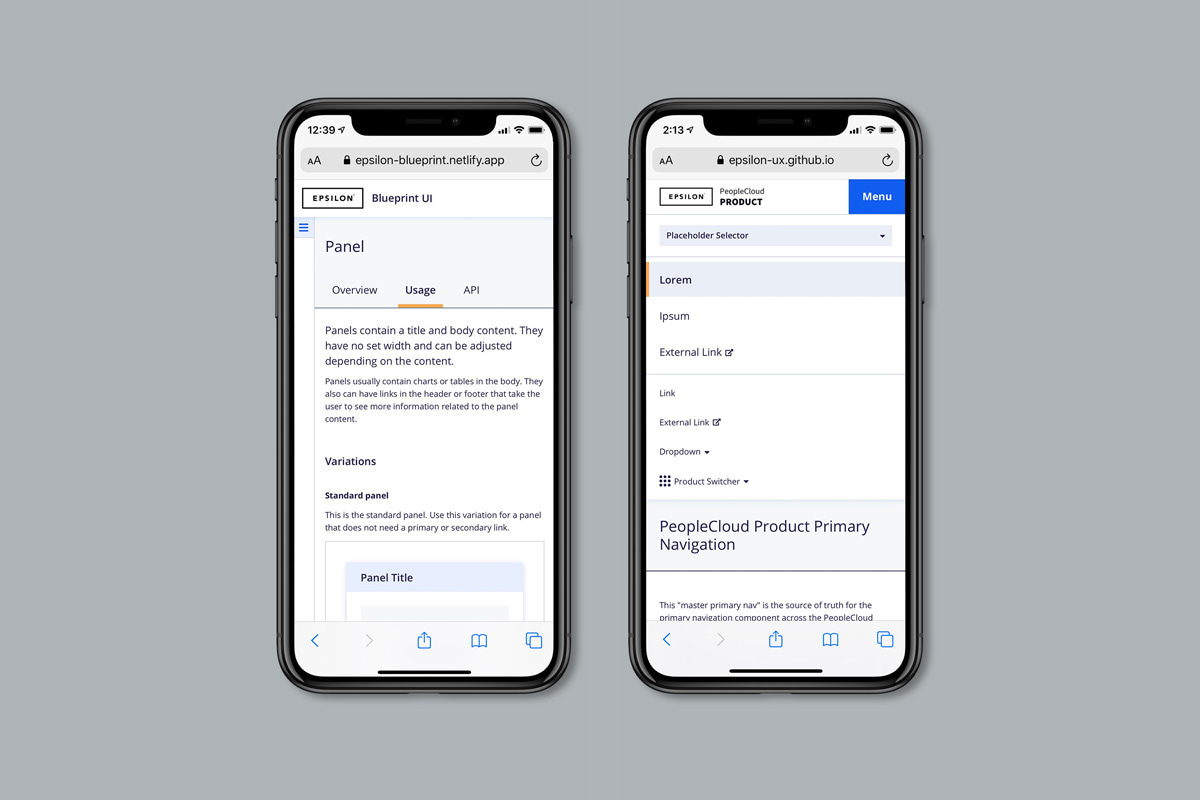 12:39
AA epsilon-blueprint.netlify.app
EPSILON Blueprint UI
Panel
Overview Usage API
Panels contain a title and body content. They
have no set width and can be adjusted
depending on the content.
Panels usually contain charts or tables in the body. They
also can have links in the header or footer that take the
user to see more information related to the panel
content.
Variations
Standard panel
This is the standard panel. Use this variation for a panel
that does not need a primary or secondary link.
Panel Title
2:13
AA epsilon-ux.github.io
EPSILON PeopleCloud
PRODUCT
Menu
Placeholder Selector
Lorem
Ipsum
External Link
Link
External Link
Dropdown
Product Switcher
PeopleCloud Product Primary
Navigation
This "master primary nav" is the source of truth for the
primary navigation component across the PeopleCloud